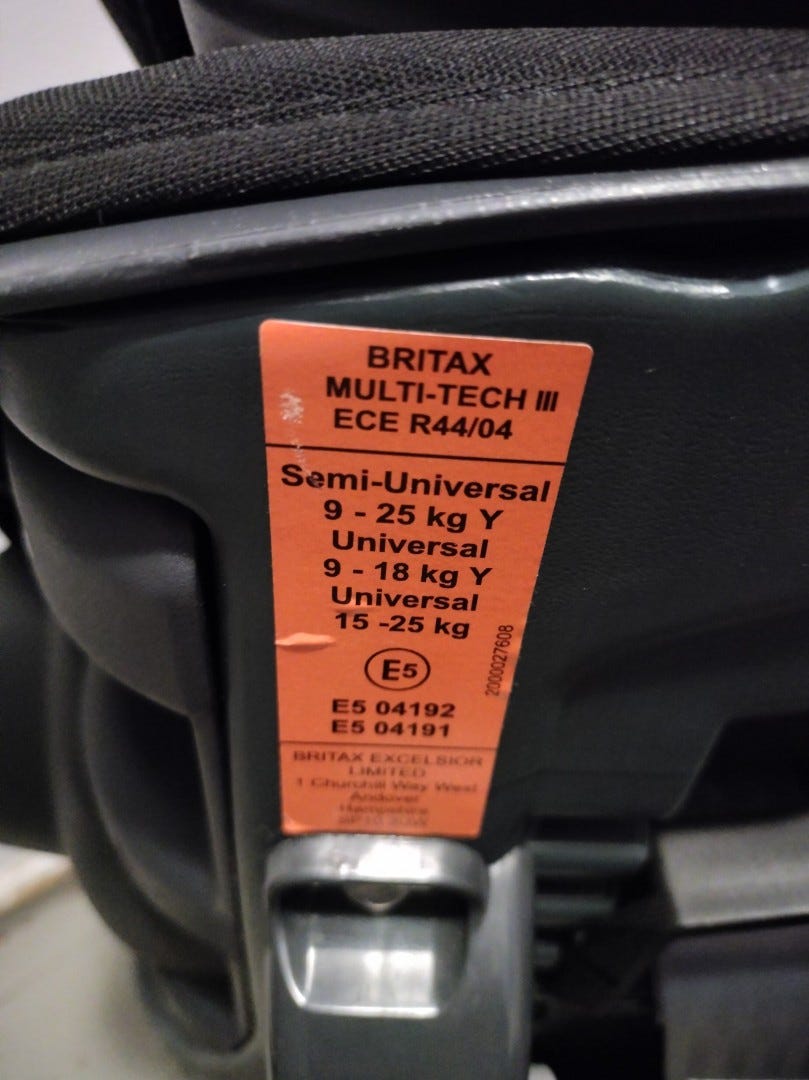 BRITAX
MULTI-TECH III
ECE R44/04
Semi-Universal
9 - 25 kg Y
Universal
9 - 18 kg Y
Universal
15 -25 kg
E5
2000027608
E5 04192
E5 04191
BRITAX EXCELSIOR
LIMITED
1 Churchill Way West
Andover
Hampshire